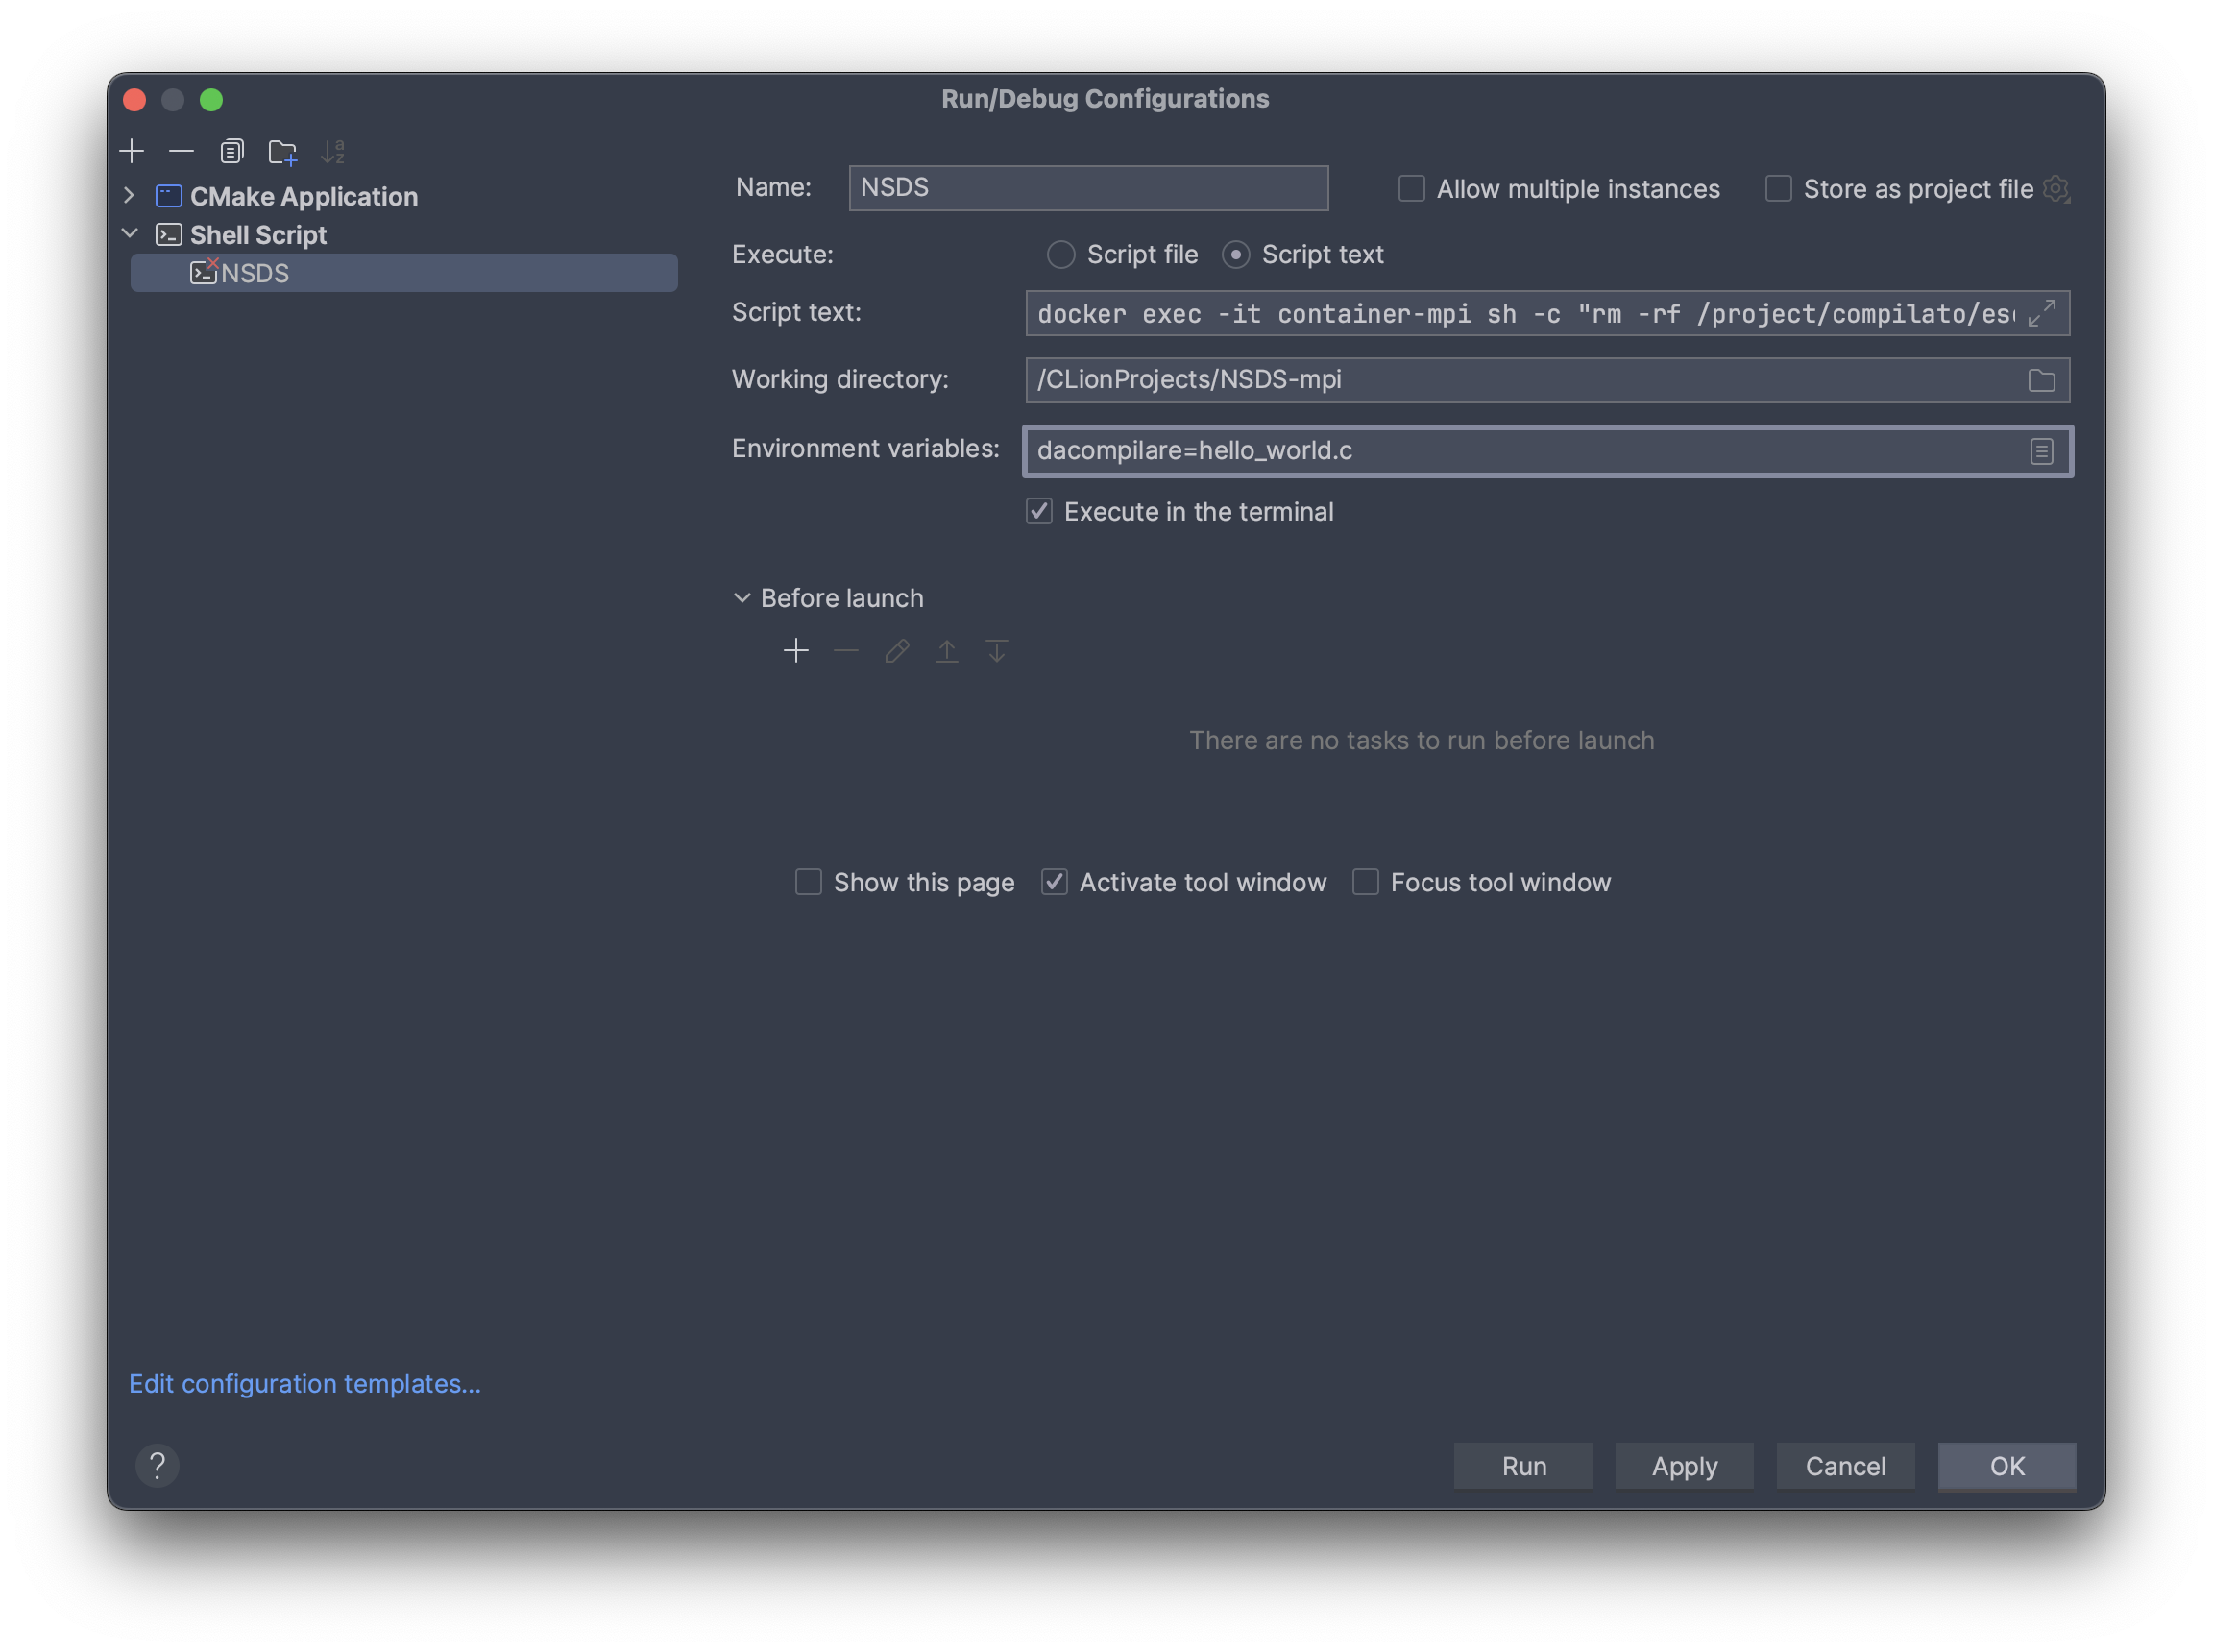 Run/Debug Configurations
CMake Application
Shell Script
NSDS
Name: NSDS
Allow multiple instances
Store as project file
Execute: Script file Script text
Script text: docker exec -it container-mpi sh -c "rm -rf /project/compilato/es
Working directory: /CLionProjects/NSDS-mpi
Environment variables: dacompilare=hello_world.c
Execute in the terminal
Before launch
There are no tasks to run before launch
Show this page Activate tool window Focus tool window
Edit configuration templates...
? Run Apply Cancel OK